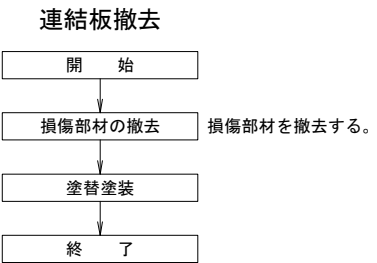 連結板撤去
開　始
損傷部材の撤去　損傷部材を撤去する。
塗替塗装
終　了